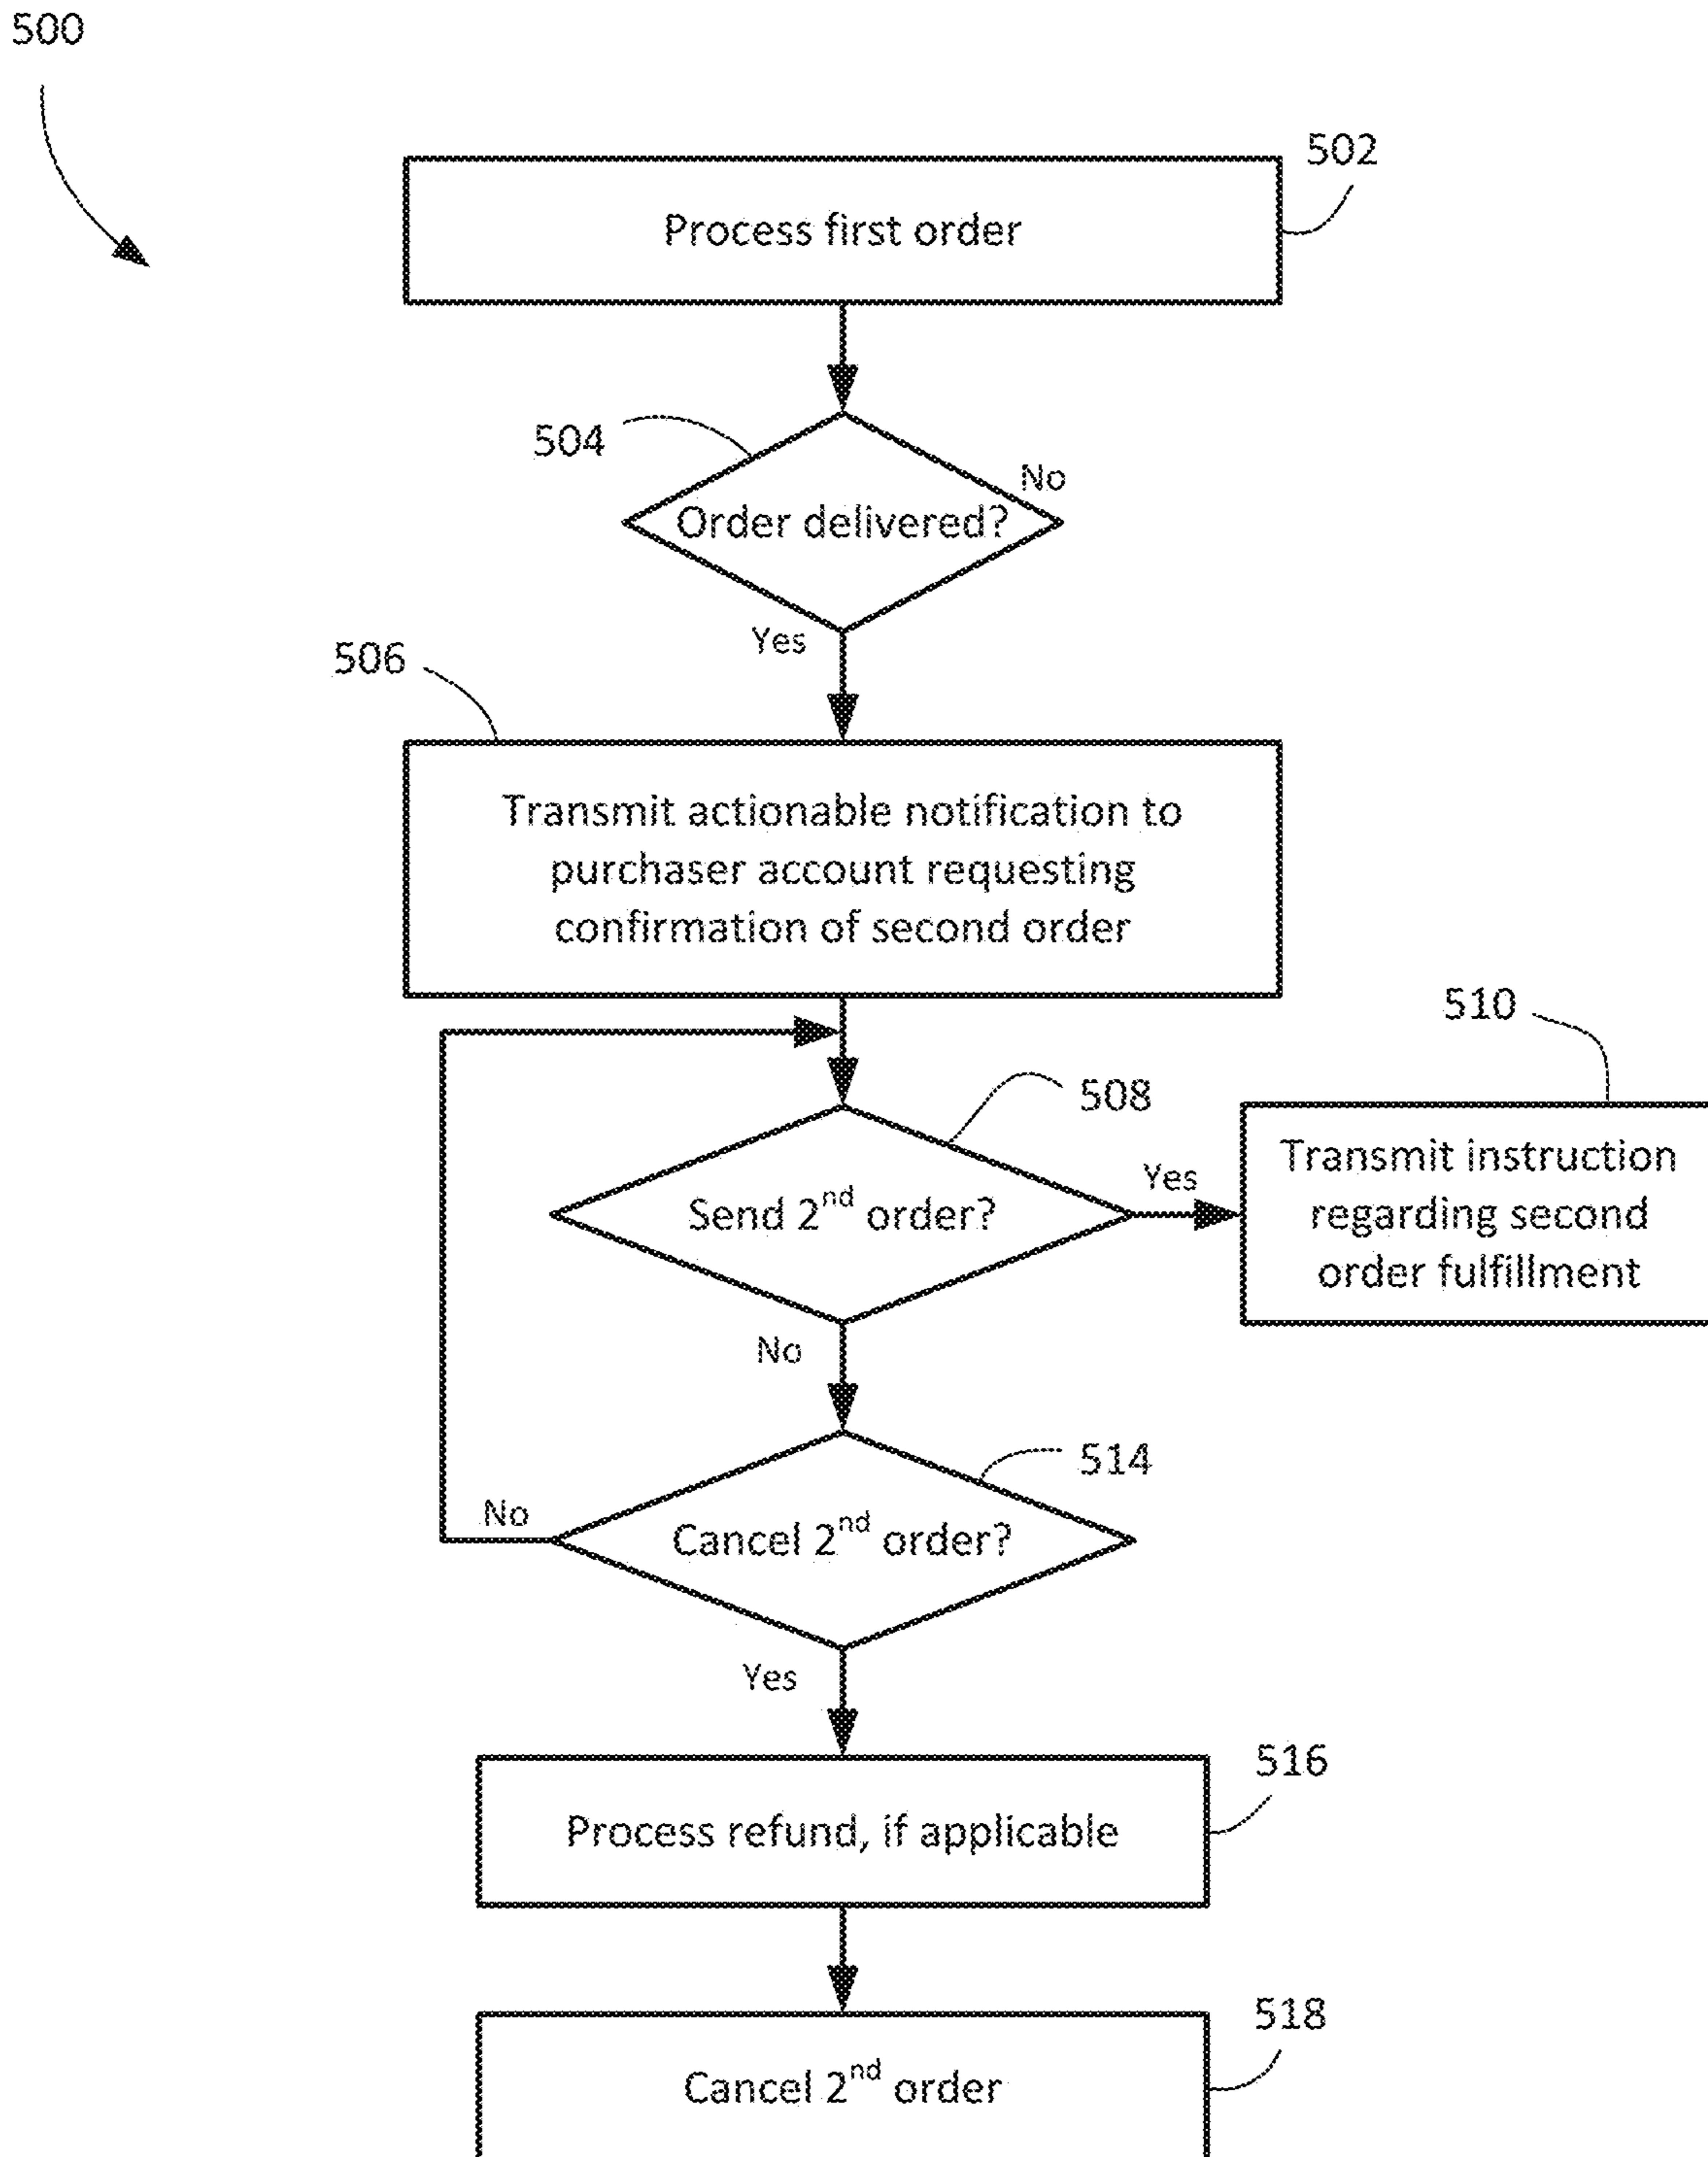 500
502
Process first order
504
No
Order delivered?
Yes
506
Transmit actionable notification to
purchaser account requesting
confirmation of second order
510
508
Transmit instruction
regarding second
order fulfillment
Yes
Send 2nd order?
No
514
No
Cancel 2nd order?
Yes
516
Process refund, if applicable
518
Cancel 2nd order